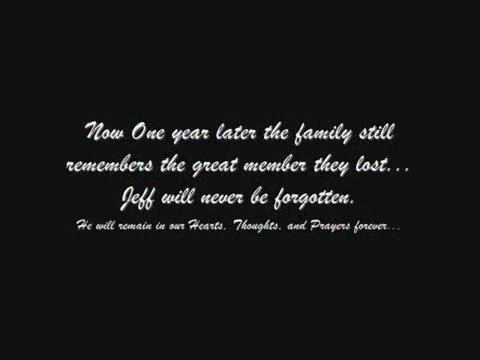 Now One year later the family still
remembers the great member they lost...
Jeff will never be forgotten.
He will remain in our Hearts, Thoughts, and Prayers forever...